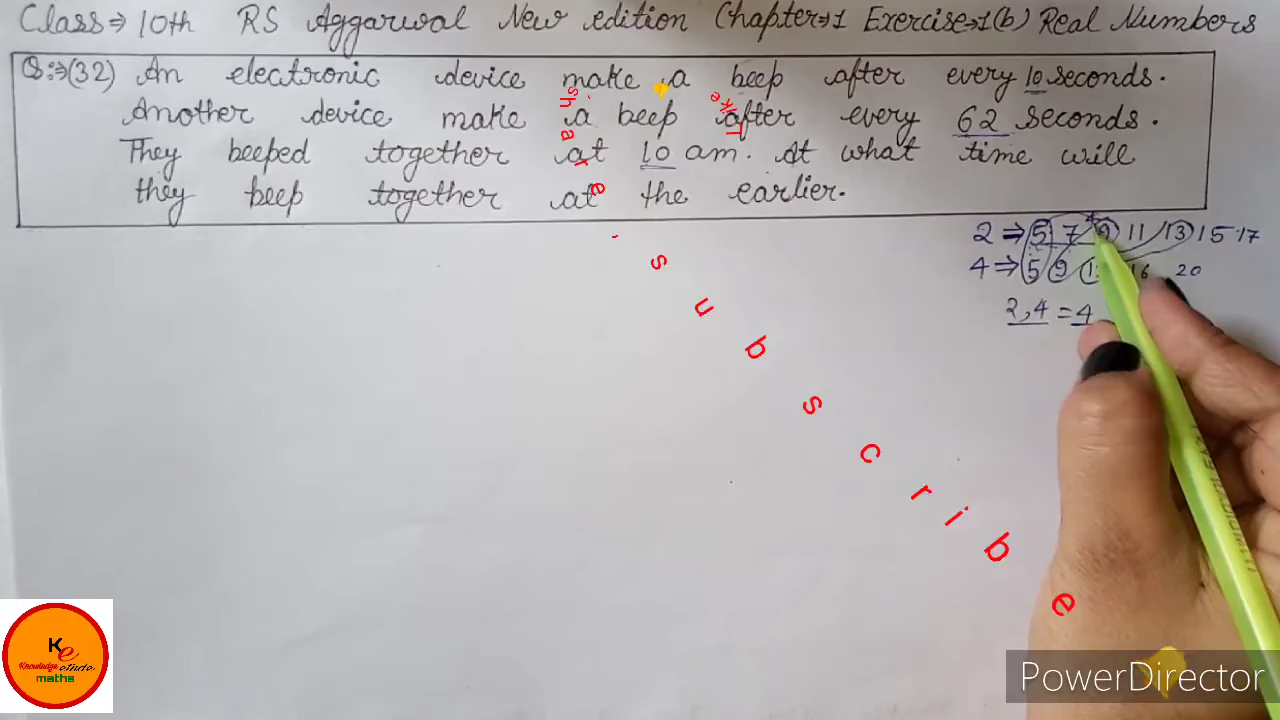 Class⇒ 10th RS Aggarwal New edition Chapter⇒1 Exercise⇒1(b) Real Numbers
Q:⇒(32) An electronic device make a beep after every 10 seconds.
Another device make a beep after every 62 seconds.
They beeped together at 10 am. At what time will
they beep together at the earlier.
2 ⇒ 5 7 9 11 13 15 17
4 ⇒ 5 9 16 20
2,4 = 4
share
subscribe
Ke
Knowledge
maths
PowerDirector